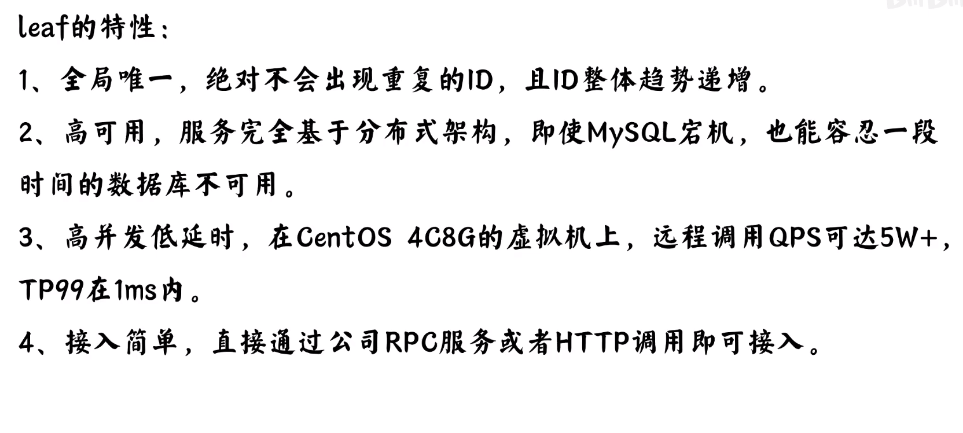 leaf的特性：
1、全局唯一，绝对不会出现重复的ID，且ID整体趋势递增。
2、高可用，服务完全基于分布式架构，即使MySQL宕机，也能容忍一段
时间的数据库不可用。
3、高并发低延时，在CentOS 4C8G的虚拟机上，远程调用QPS可达5W+，
TP99在1ms内。
4、接入简单，直接通过公司RPC服务或者HTTP调用即可接入。